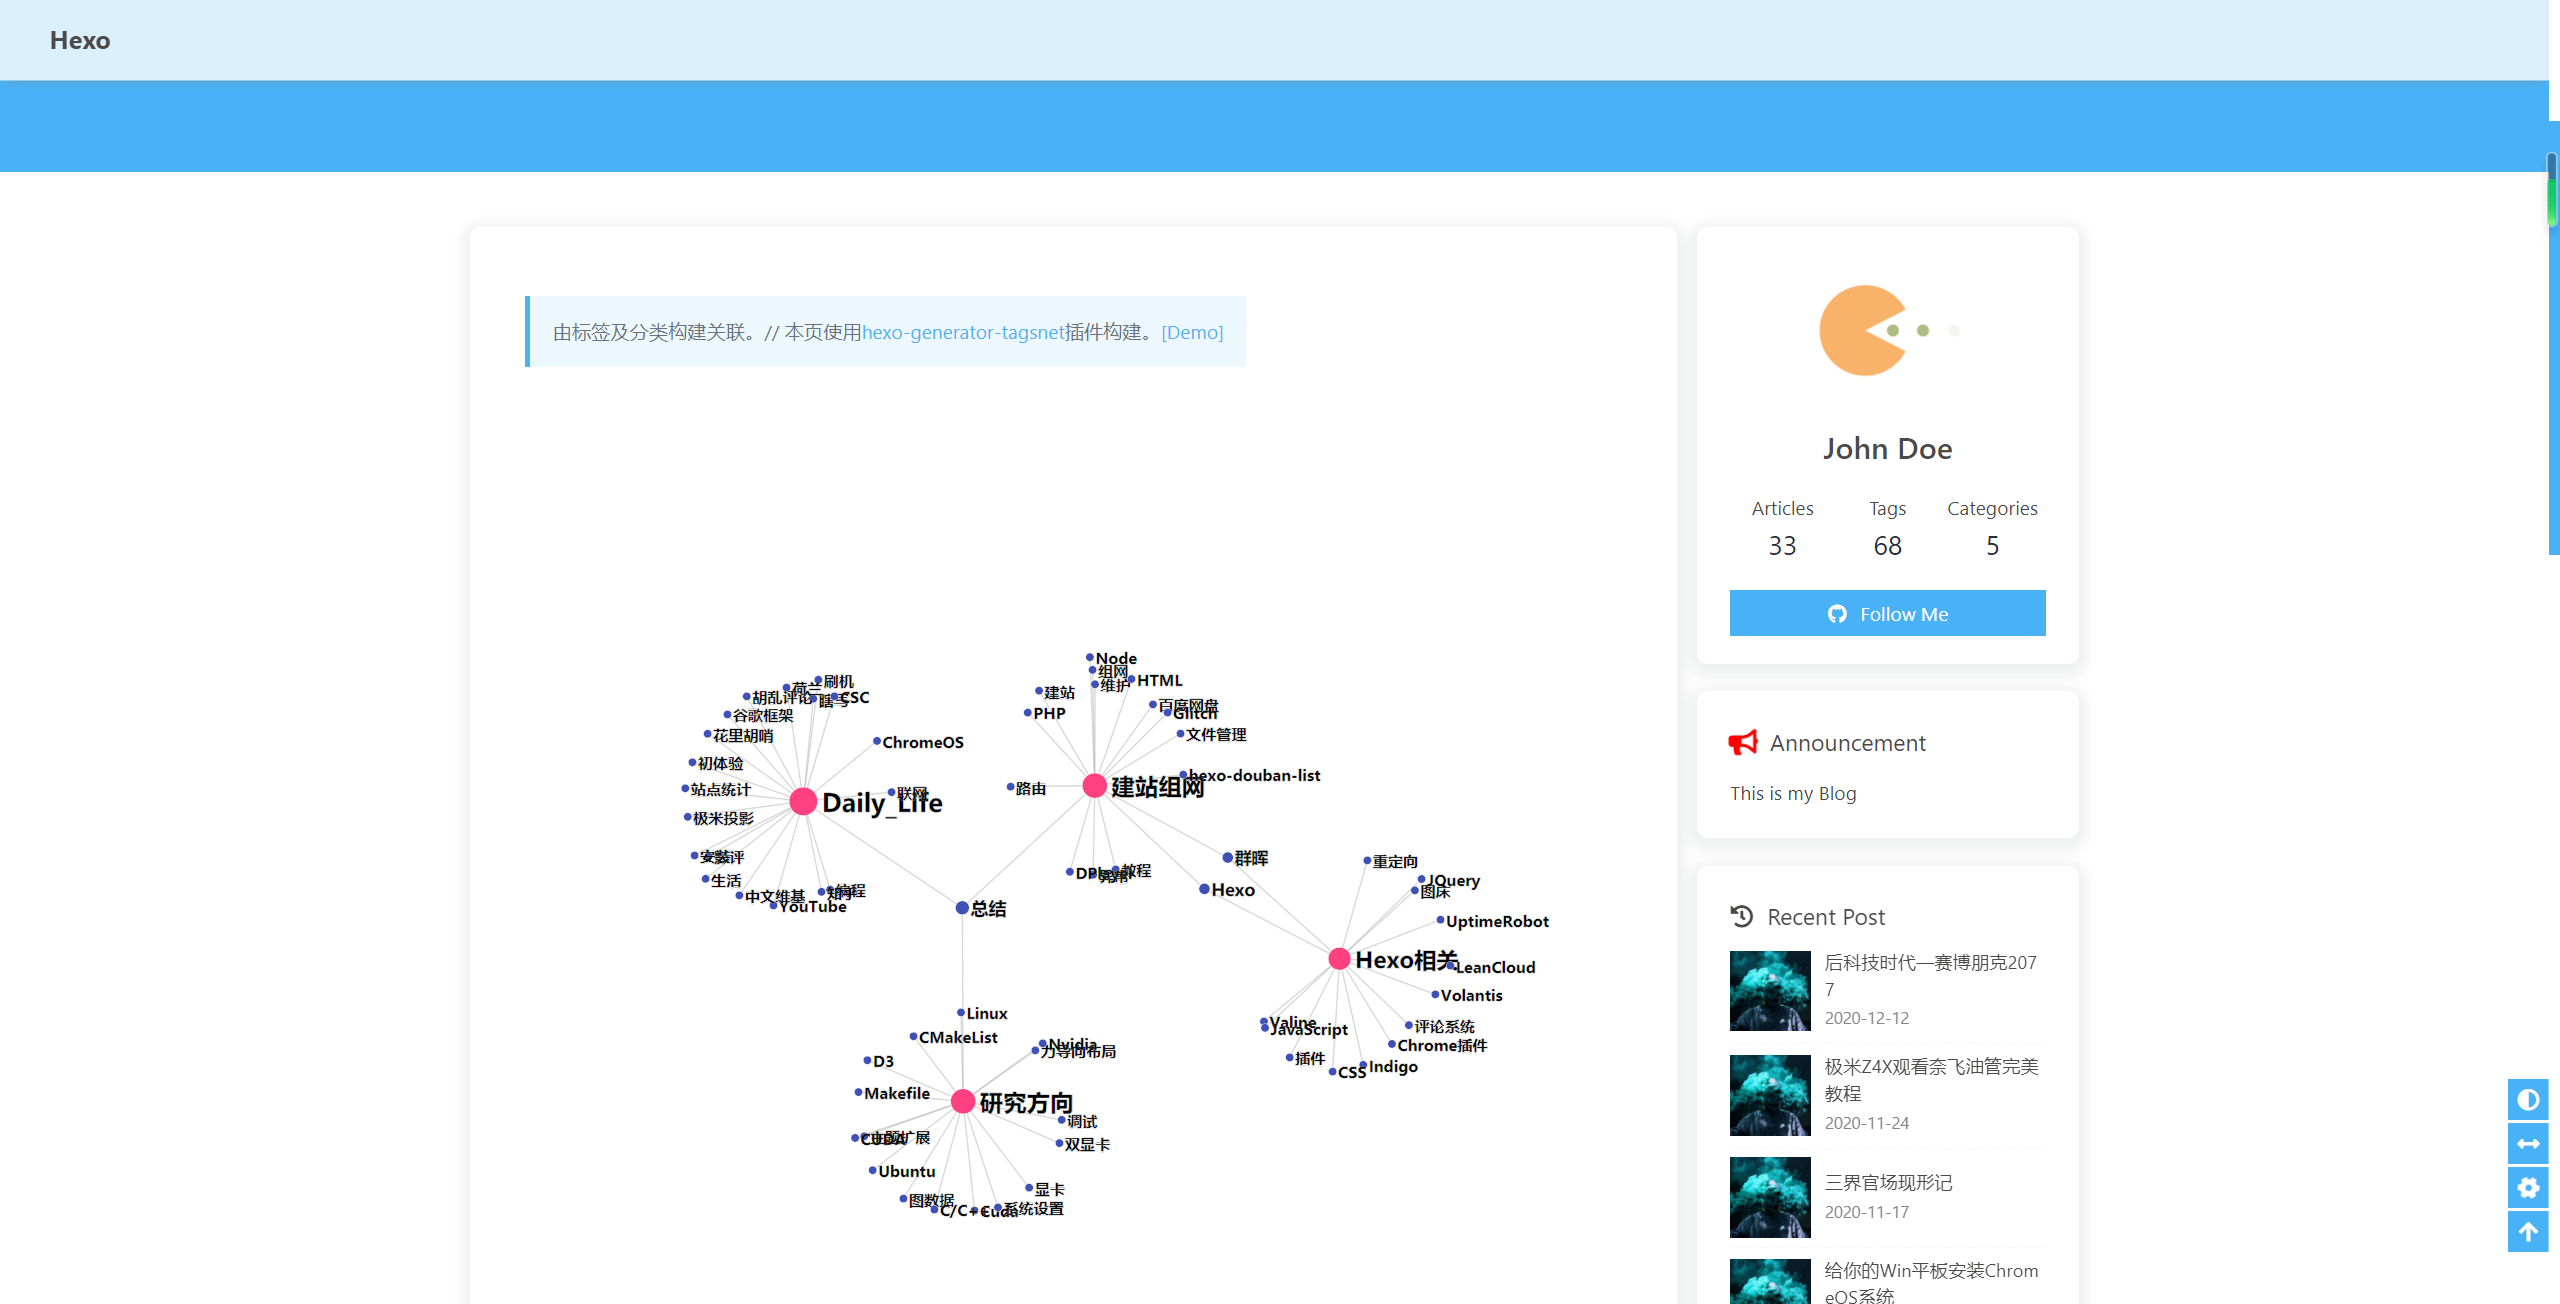 Hexo
由标签及分类构建关联。// 本页使用hexo-generator-tagsnet插件构建。[Demo]
Node
组网
刷机
荷兰
HTML
维护
建站
胡乱评论
瞎写
CSC
百度网盘
谷歌框架
PHP
Glitch
花里胡哨
文件管理
ChromeOS
初体验
hexo-douban-list
站点统计
联网
路由
建站组网
Daily_Life
极米投影
群晖
重定向
教程
生活
JQuery
图床
编程
Hexo
中文维基
YouTube
总结
UptimeRobot
Hexo相关
LeanCloud
Volantis
Linux
Valine
JavaScript
评论系统
CMakeList
Nvidia
力导向布局
Chrome插件
D3
插件
Indigo
CSS
Makefile
研究方向
调试
CUDA
主题扩展
双显卡
Ubuntu
显卡
图数据
C/C++
Cuda
系统设置
John Doe
Articles Tags Categories
33 68 5
Follow Me
Announcement
This is my Blog
Recent Post
后科技时代—赛博朋克207
7
2020-12-12
极米Z4X观看奈飞油管完美
教程
2020-11-24
三界官场现形记
2020-11-17
给你的Win平板安装Chrom
eOS系统